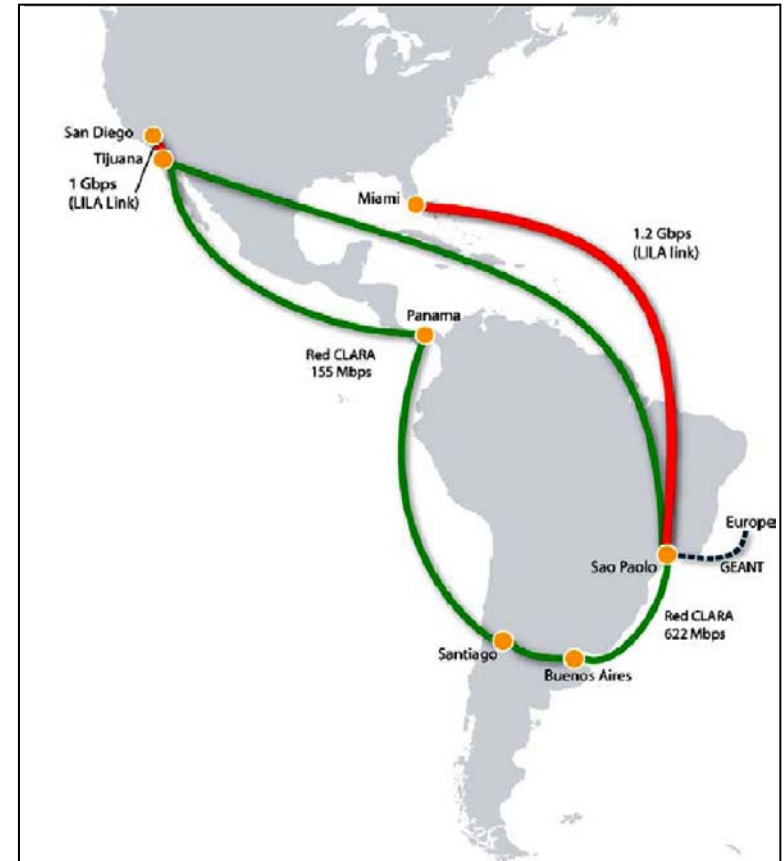 San Diego
Tijuana
1 Gbps
(LILA Link)
Miami
1.2 Gbps
(LILA link)
Panama
Red CLARA
155 Mbps
Europe
Sao Paolo
GEANT
Red CLARA
622 Mbps
Santiago
Buenos Aires